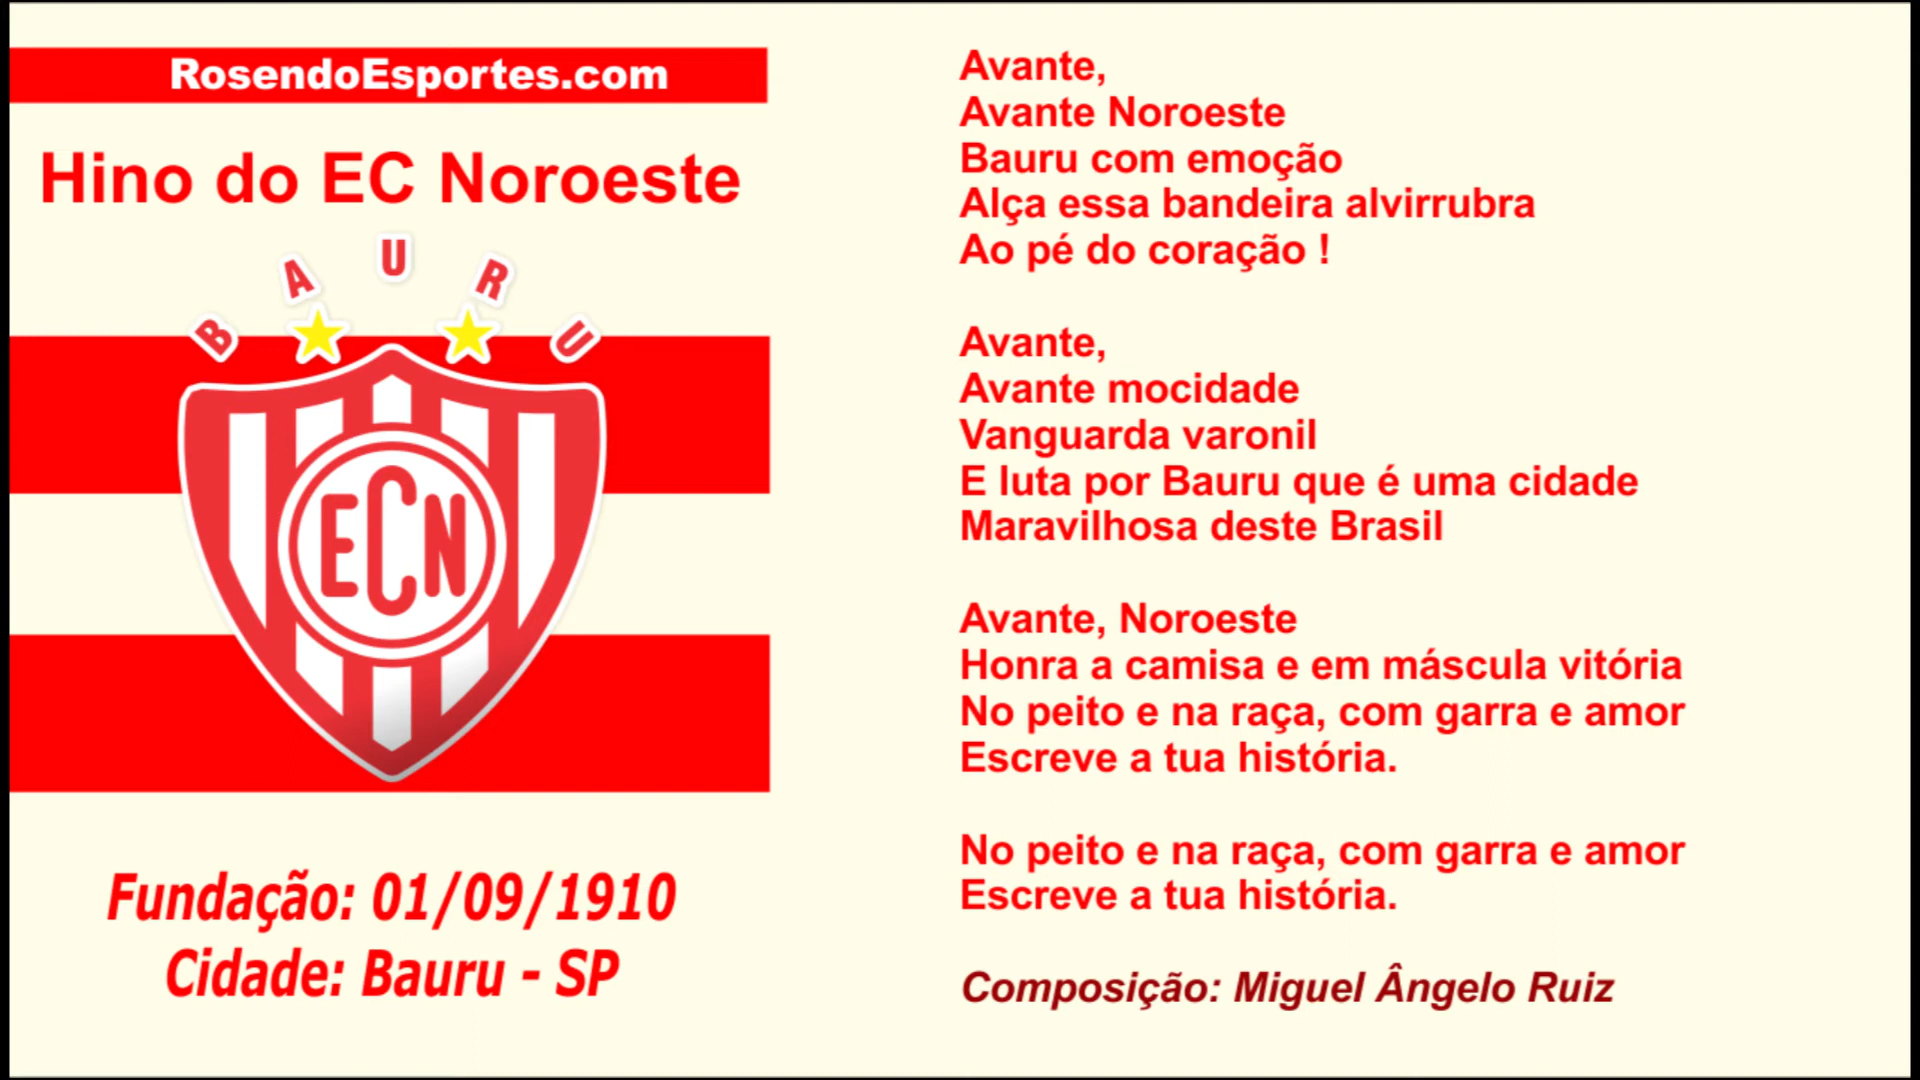 RosendoEsportes.com
Hino do EC Noroeste
BAURU
ECN
Fundação: 01/09/1910
Cidade: Bauru - SP
Avante,
Avante Noroeste
Bauru com emoção
Alça essa bandeira alvirrubra
Ao pé do coração !
Avante,
Avante mocidade
Vanguarda varonil
E luta por Bauru que é uma cidade
Maravilhosa deste Brasil
Avante, Noroeste
Honra a camisa e em máscula vitória
No peito e na raça, com garra e amor
Escreve a tua história.
No peito e na raça, com garra e amor
Escreve a tua história.
Composição: Miguel Ângelo Ruiz